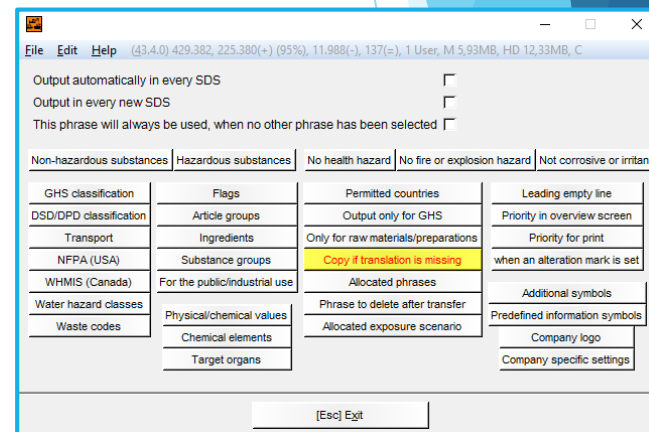 File Edit Help (43.4.0) 429.382, 225.380(+) (95%), 11.988(-), 137(=), 1 User, M 5,93MB, HD 12,33MB, C
Output automatically in every SDS
Output in every new SDS
This phrase will always be used, when no other phrase has been selected
Non-hazardous substances Hazardous substances No health hazard No fire or explosion hazard Not corrosive or irritan
GHS classification Flags Permitted countries Leading empty line
DSD/DPD classification Article groups Output only for GHS Priority in overview screen
Transport Ingredients Only for raw materials/preparations Priority for print
NFPA (USA) Substance groups Copy if translation is missing when an alteration mark is set
WHMIS (Canada) For the public/industrial use Allocated phrases
Additional symbols
Water hazard classes Phrase to delete after transfer
Physical/chemical values Predefined information symbols
Waste codes Allocated exposure scenario
Chemical elements Company logo
Target organs Company specific settings
[Esc] Exit